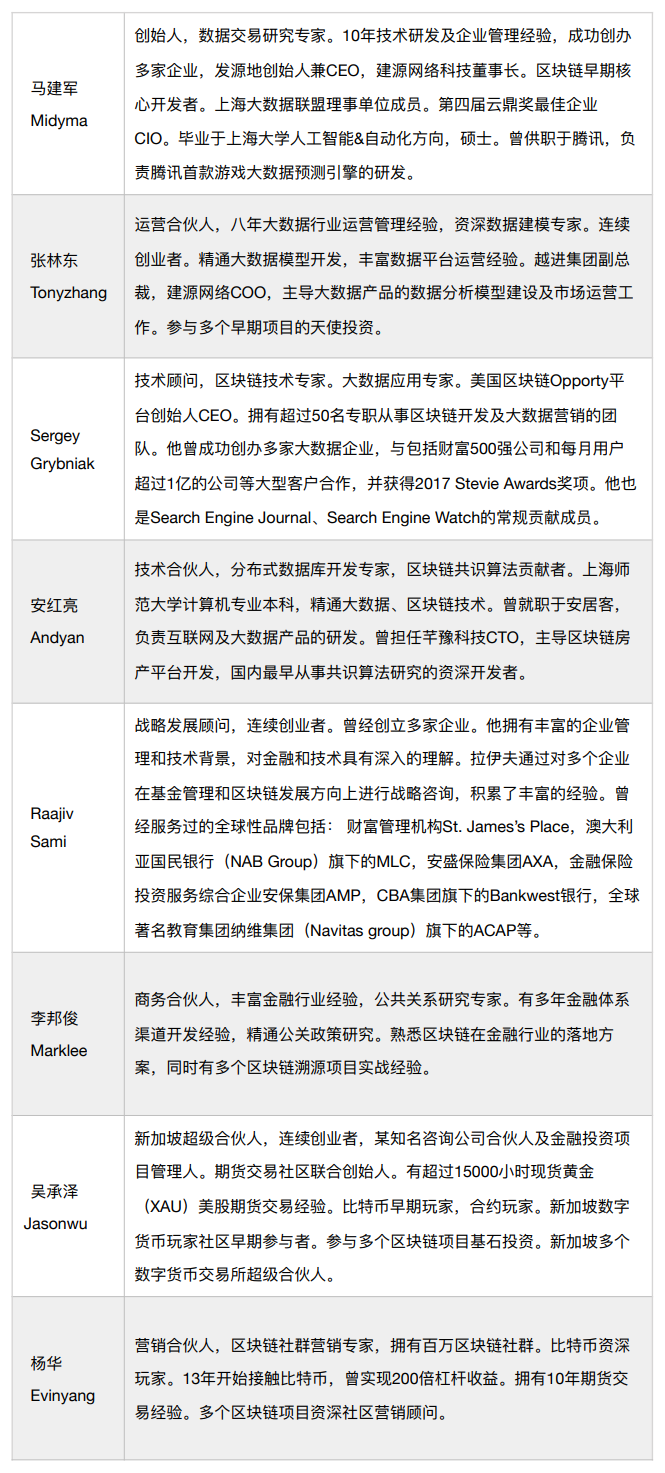 马建军
Midyma
创始人，数据交易研究专家。10年技术研发及企业管理经验，成功创办
多家企业，发源地创始人兼CEO，建源网络科技董事长。区块链早期核
心开发者。上海大数据联盟理事单位成员。第四届云鼎奖最佳企业
CIO。毕业于上海大学人工智能&自动化方向，硕士。曾供职于腾讯，负
责腾讯首款游戏大数据预测引擎的研发。
张林东
Tonyzhang
运营合伙人，八年大数据行业运营管理经验，资深数据建模专家。连续
创业者。精通大数据模型开发，丰富数据平台运营经验。越进集团副总
裁，建源网络COO，主导大数据产品的数据分析模型建设及市场运营工
作。参与多个早期项目的天使投资。
Sergey
Grybniak
技术顾问，区块链技术专家。大数据应用专家。美国区块链Opporty平
台创始人CEO。拥有超过50名专职从事区块链开发及大数据营销的团
队。他曾成功创办多家大数据企业，与包括财富500强公司和每月用户
超过1亿的公司等大型客户合作，并获得2017 Stevie Awards奖项。他也
是Search Engine Journal、Search Engine Watch的常规贡献成员。
安红亮
Andyan
技术合伙人，分布式数据库开发专家，区块链共识算法贡献者。上海师
范大学计算机专业本科，精通大数据、区块链技术。曾就职于安居客，
负责互联网及大数据产品的研发。曾担任芊豫科技CTO，主导区块链房
产平台开发，国内最早从事共识算法研究的资深开发者。
Raajiv
Sami
战略发展顾问，连续创业者。曾经创立多家企业。他拥有丰富的企业管
理和技术背景，对金融和技术具有深入的理解。拉伊夫通过对多个企业
在基金管理和区块链发展方向上进行战略咨询，积累了丰富的经验。曾
经服务过的全球性品牌包括： 财富管理机构St. James’s Place，澳大利
亚国民银行（NAB Group）旗下的MLC，安盛保险集团AXA，金融保险
投资服务综合企业安保集团AMP，CBA集团旗下的Bankwest银行，全球
著名教育集团纳维集团（Navitas group）旗下的ACAP等。
李邦俊
Marklee
商务合伙人，丰富金融行业经验，公共关系研究专家。有多年金融体系
渠道开发经验，精通公关政策研究。熟悉区块链在金融行业的落地方
案，同时有多个区块链溯源项目实战经验。
吴承泽
Jasonwu
新加坡超级合伙人，连续创业者，某知名咨询公司合伙人及金融投资项
目管理人。期货交易社区联合创始人。有超过15000小时现货黄金
（XAU）美股期货交易经验。比特币早期玩家，合约玩家。新加坡数字
货币玩家社区早期参与者。参与多个区块链项目基石投资。新加坡多个
数字货币交易所超级合伙人。
杨华
Evinyang
营销合伙人，区块链社群营销专家，拥有百万区块链社群。比特币资深
玩家。13年开始接触比特币，曾实现200倍杠杆收益。拥有10年期货交
易经验。多个区块链项目资深社区营销顾问。